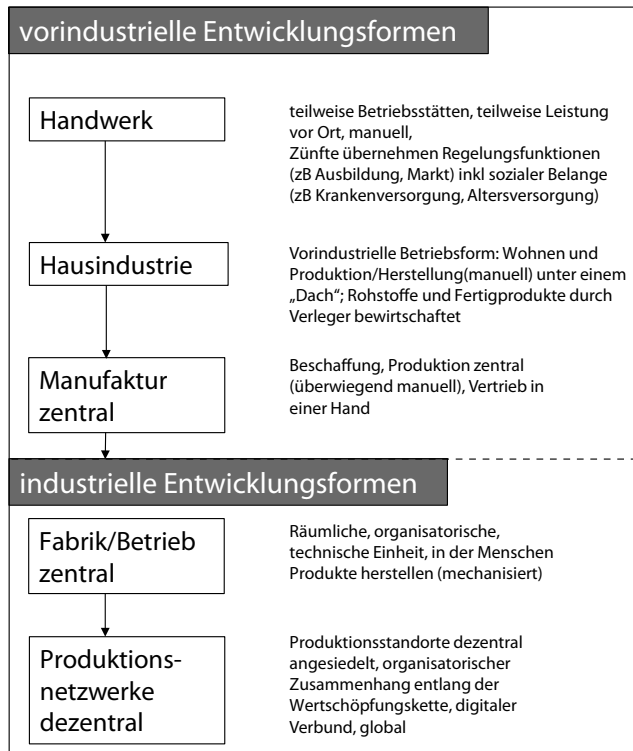 vorindustrielle Entwicklungsformen
Handwerk
teilweise Betriebsstätten, teilweise Leistung
vor Ort, manuell,
Zünfte übernehmen Regelungsfunktionen
(zB Ausbildung, Markt) inkl sozialer Belange
(zB Krankenversorgung, Altersversorgung)
Hausindustrie
Vorindustrielle Betriebsform: Wohnen und
Produktion/Herstellung(manuell) unter einem
„Dach“; Rohstoffe und Fertigprodukte durch
Verleger bewirtschaftet
Manufaktur
zentral
Beschaffung, Produktion zentral
(überwiegend manuell), Vertrieb in
einer Hand
industrielle Entwicklungsformen
Fabrik/Betrieb
zentral
Räumliche, organisatorische,
technische Einheit, in der Menschen
Produkte herstellen (mechanisiert)
Produktions-
netzwerke
dezentral
Produktionsstandorte dezentral
angesiedelt, organisatorischer
Zusammenhang entlang der
Wertschöpfungskette, digitaler
Verbund, global